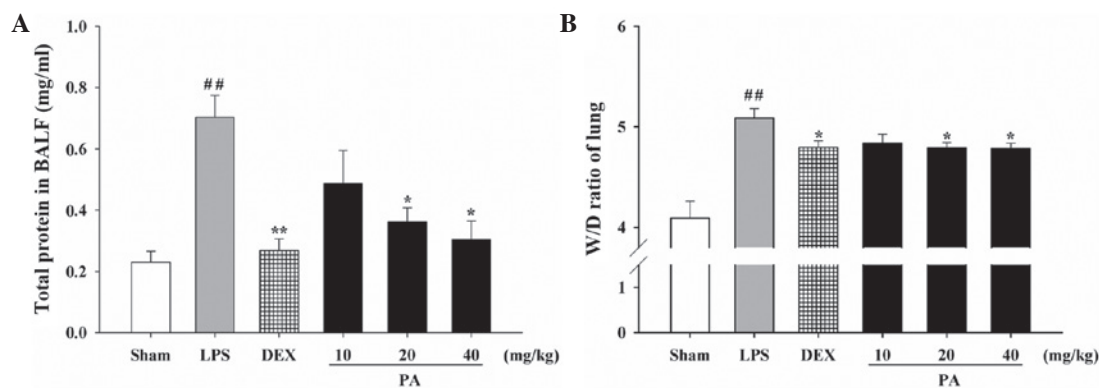 A
Total protein in BALF (mg/ml)
1.0
0.8
0.6
0.4
0.2
0.0
##
**
*
*
Sham LPS DEX 10 20 40 (mg/kg)
PA
B
W/D ratio of lung
6
5
4
1
0
##
*
*
*
Sham LPS DEX 10 20 40 (mg/kg)
PA